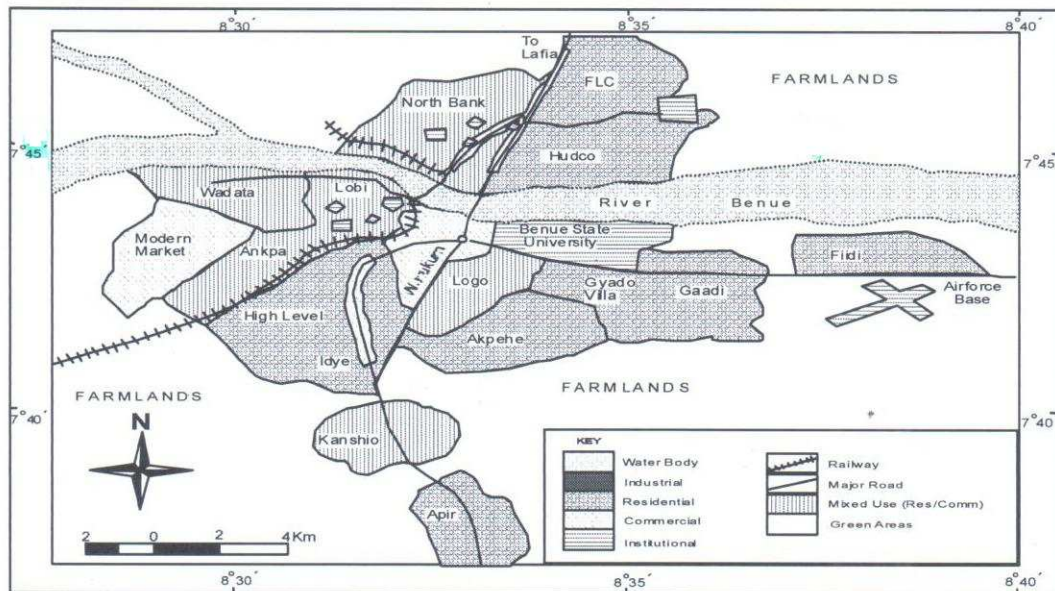 8°30´
8°35´
8°40´
To
Lafia
FLC
FARMLANDS
North Bank
7°45´
7°45´
Hudco
Wadata
Lobi
River Benue
Benue State
University
Modern
Market
Ankpa
Fiidi
Gyado
Villa
Gaadi
Logo
Airforce
Base
High Level
Akpehe
Idye
FARMLANDS
FARMLANDS
7°40´
7°40´
N
Kanshio
KEY
Water Body
Industrial
Residential
Commercial
Institutional
Railway
Major Road
Mixed Use (Res/Comm)
Green Areas
Apir
2 0 2 4Km
8°30´
8°35´
8°40´